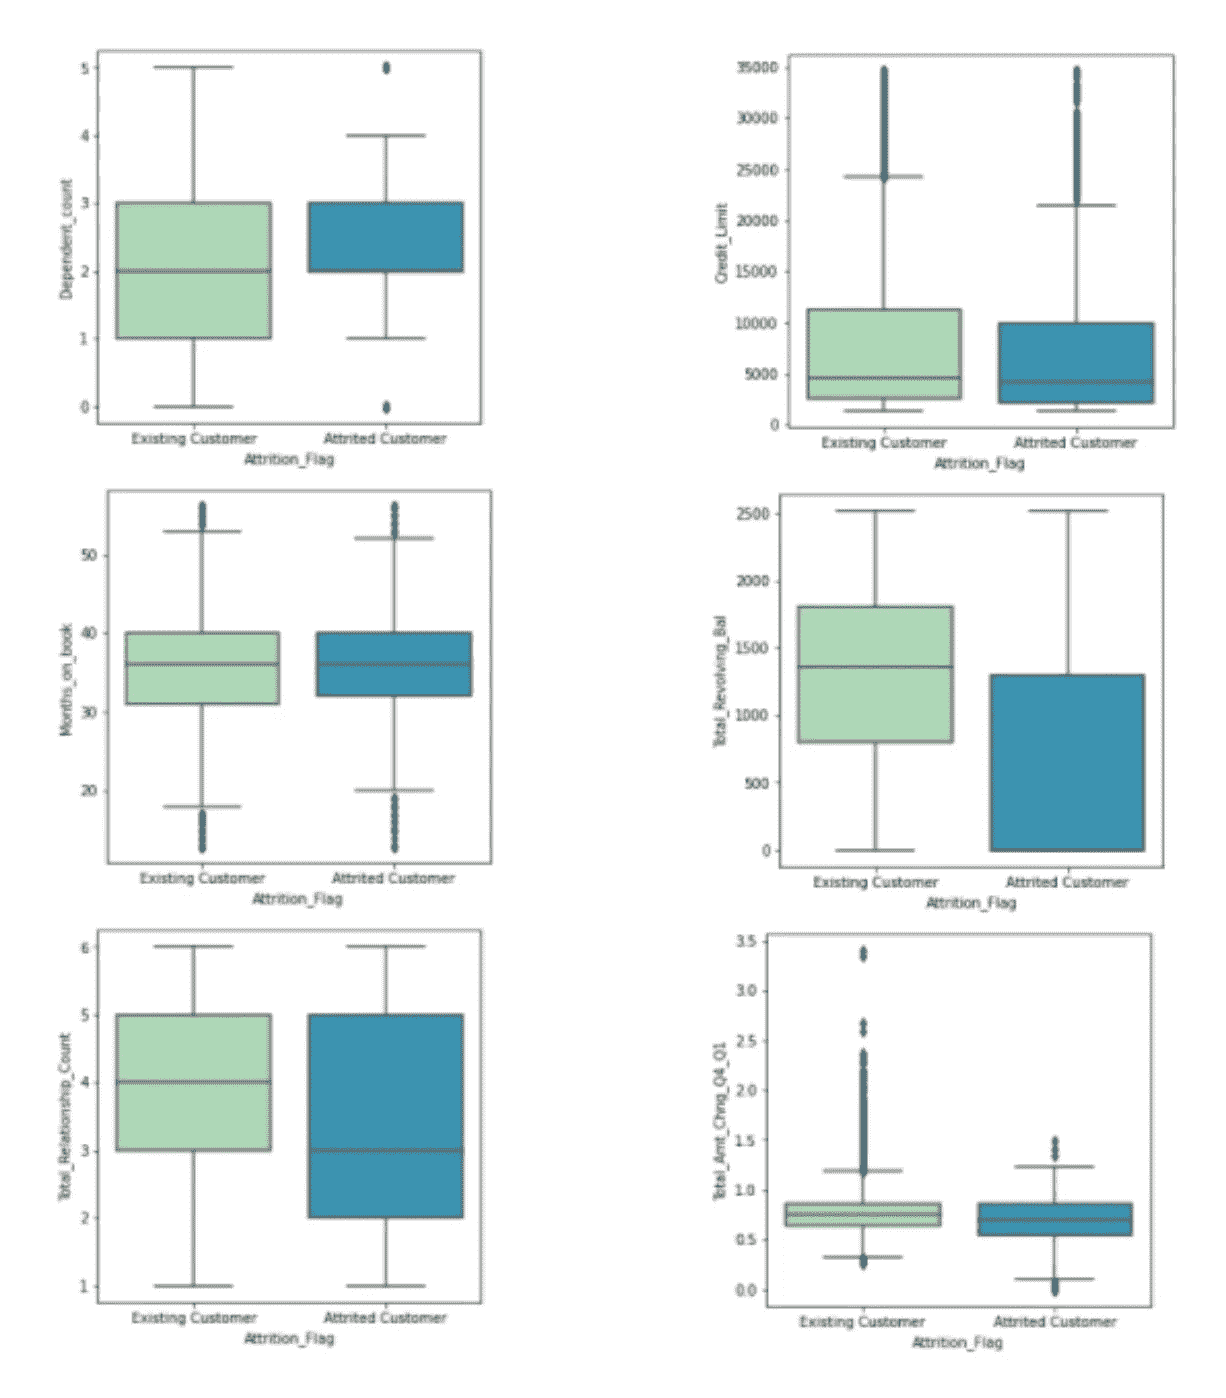 5
4
3
2
1
0
Dependent_count
Existing Customer
Attrited Customer
Attrition_Flag
35000
30000
25000
20000
15000
10000
5000
0
Credit_Limit
Existing Customer
Attrited Customer
Attrition_Flag
50
40
30
20
Months_on_book
Existing Customer
Attrited Customer
Attrition_Flag
2500
2000
1500
1000
500
0
Total_Revolving_Bal
Existing Customer
Attrited Customer
Attrition_Flag
6
5
4
3
2
1
Total_Relationship_Count
Existing Customer
Attrited Customer
Attrition_Flag
3.5
3.0
2.5
2.0
1.5
1.0
0.5
0.0
Total_Amt_Chng_Q4_Q1
Existing Customer
Attrited Customer
Attrition_Flag